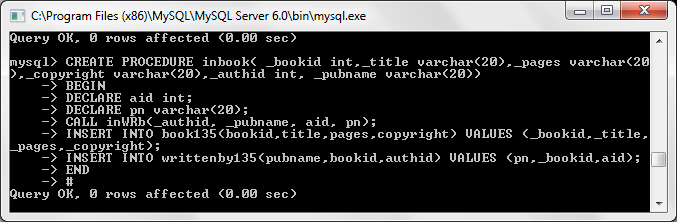 C:\Program Files (x86)\MySQL\MySQL Server 6.0\bin\mysql.exe
Query OK, 0 rows affected (0.00 sec)
mysql> CREATE PROCEDURE inbook( _bookid int,_title varchar(20),_pages varchar(20
),_copyright varchar(20),_authid int, _pubname varchar(20))
-> BEGIN
-> DECLARE aid int;
-> DECLARE pn varchar(20);
-> CALL inWRb(_authid, _pubname, aid, pn);
-> INSERT INTO book135(bookid,title,pages,copyright) VALUES (_bookid,_title,
_pages,_copyright);
-> INSERT INTO writtenby135(pubname,bookid,authid) VALUES (pn,_bookid,aid);
-> END
-> #
Query OK, 0 rows affected (0.00 sec)